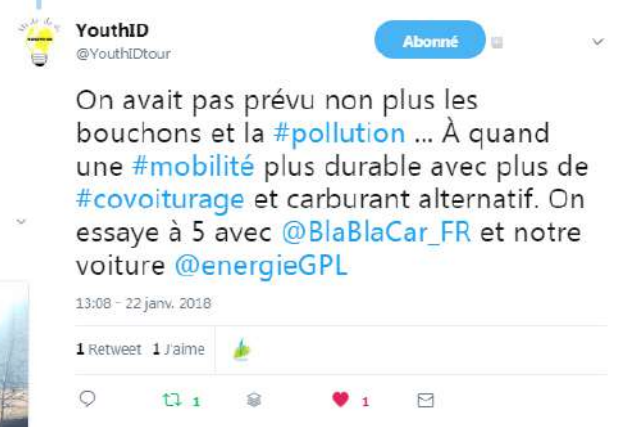 YouthID
@YouthIDtour
Abonné
On avait pas prévu non plus les
bouchons et la #pollution ... À quand
une #mobilité plus durable avec plus de
#covoiturage et carburant alternatif. On
essaye à 5 avec @BlaBlaCar_FR et notre
voiture @energieGPL
13:08 - 22 janv. 2018
1 Retweet 1 J'aime
1 1